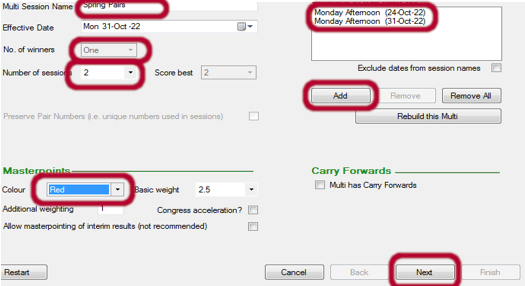 Multi Session Name Spring Pairs
Effective Date Mon 31-Oct-22
No. of winners One
Number of sessions 2 Score best 2
Preserve Pair Numbers (i.e. unique numbers used in sessions)
Monday Afternoon (24-Oct-22)
Monday Afternoon (31-Oct-22)
Exclude dates from session names
Add Remove Remove All
Rebuild this Multi
Masterpoints
Colour Red Basic weight 2.5
Additional weighting 1 Congress acceleration?
Allow masterpointing of interim results (not recommended)
Carry Forwards
Multi has Carry Forwards
Restart Cancel Back Next Finish